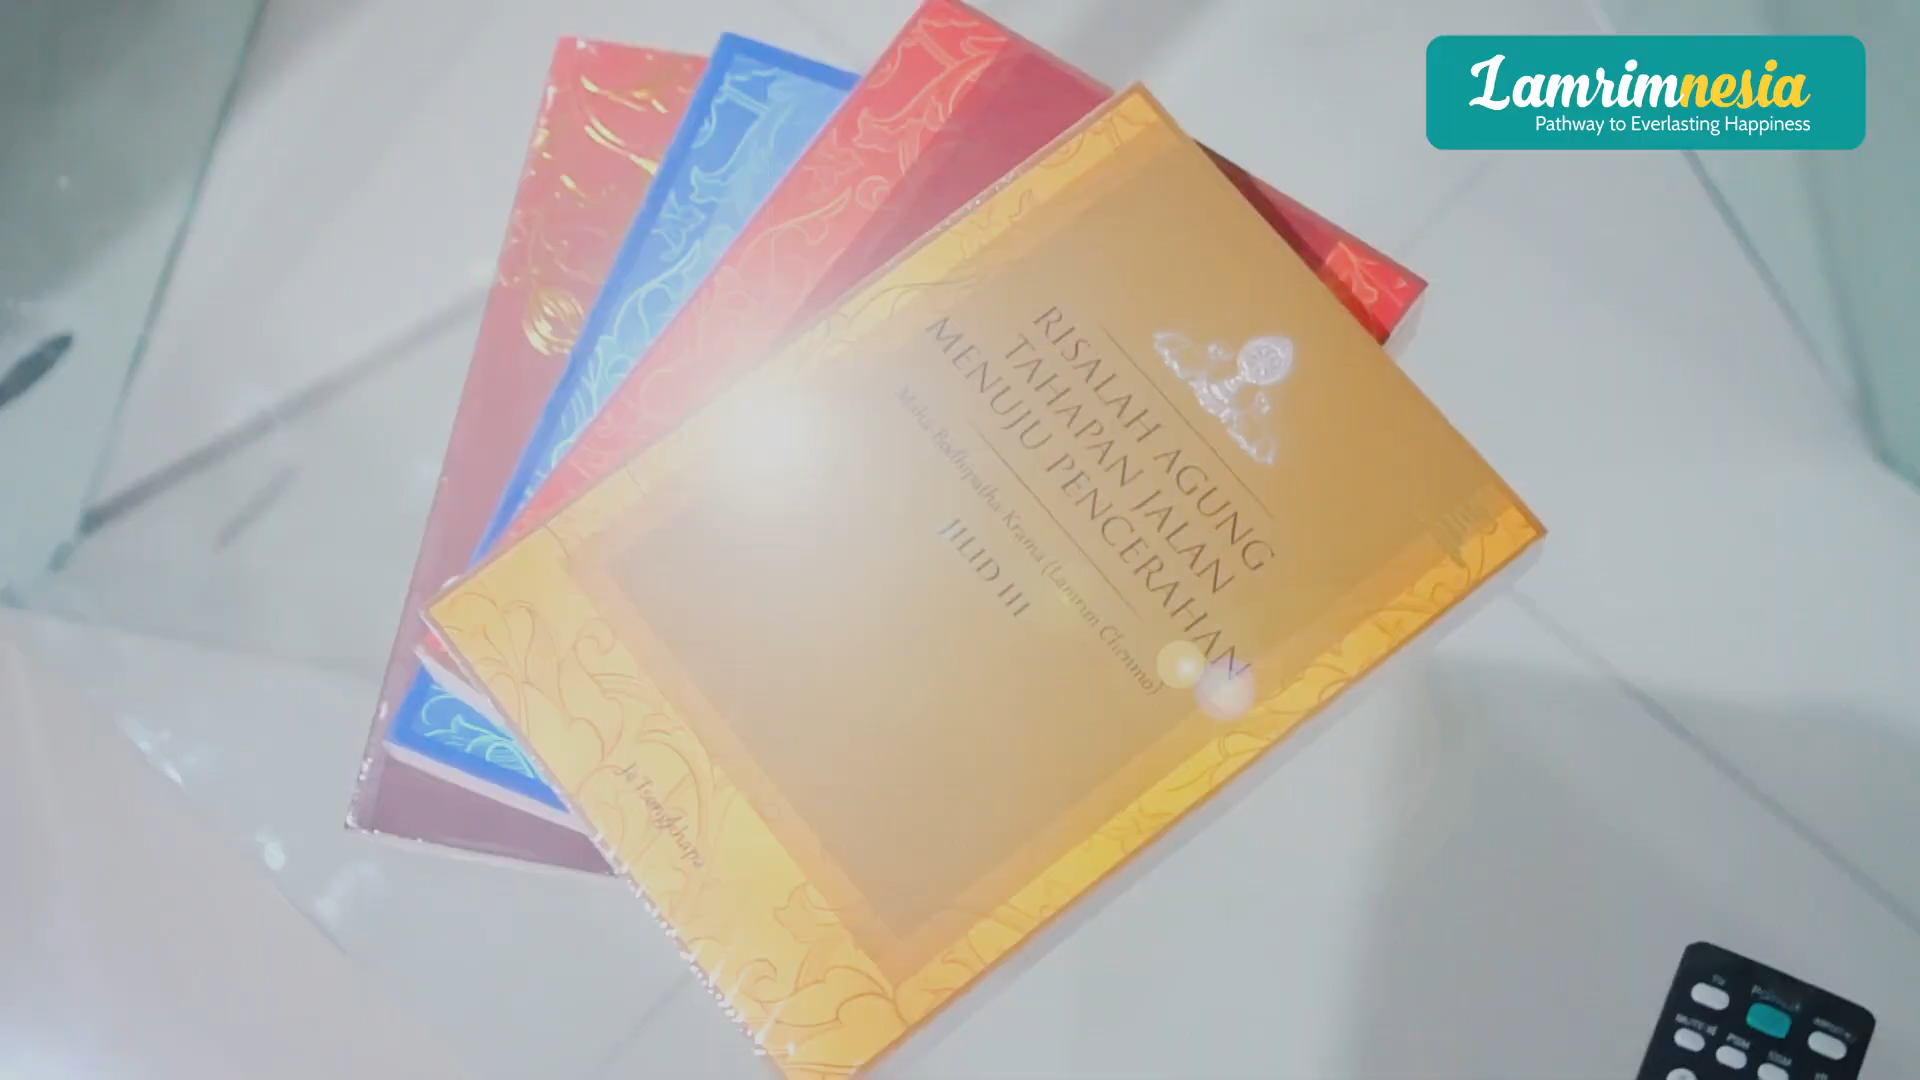 Lamrimnesia
Pathway to Everlasting Happiness
RISALAH AGUNG
TAHAPAN JALAN
MENUJU PENCERAHAN
Maha-Bodhipatha-Krama (Lamrim Chenmo)
JILID III
Je Tsongkhapa
MUTE